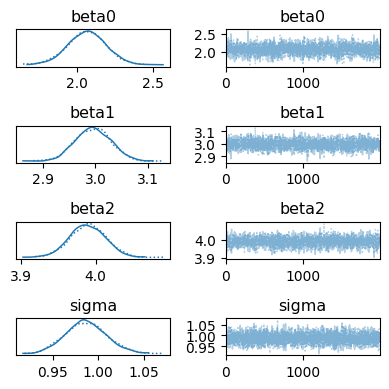 beta0 beta0
2.5
2.0
2.0 2.5 0 1000
beta1 beta1
3.1
3.0
2.9
2.9 3.0 3.1 0 1000
beta2 beta2
4.0
3.9
3.9 4.0 0 1000
sigma sigma
1.05
1.00
0.95
0.95 1.00 1.05 0 1000